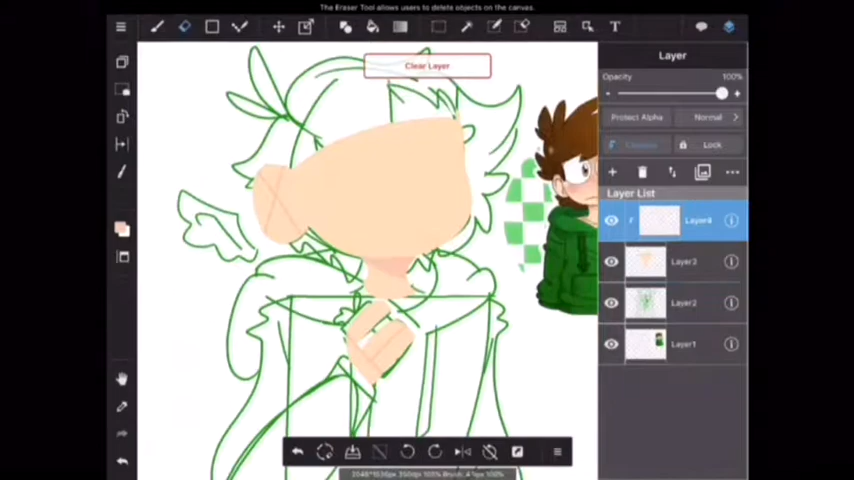 The Eraser Tool allows users to delete objects on the canvas.
T
Layer
Clear Layer
Opacity 100%
- +
Protect Alpha Normal
Clipping Lock
Layer List
Layer4
Layer3
Layer2
Layer1